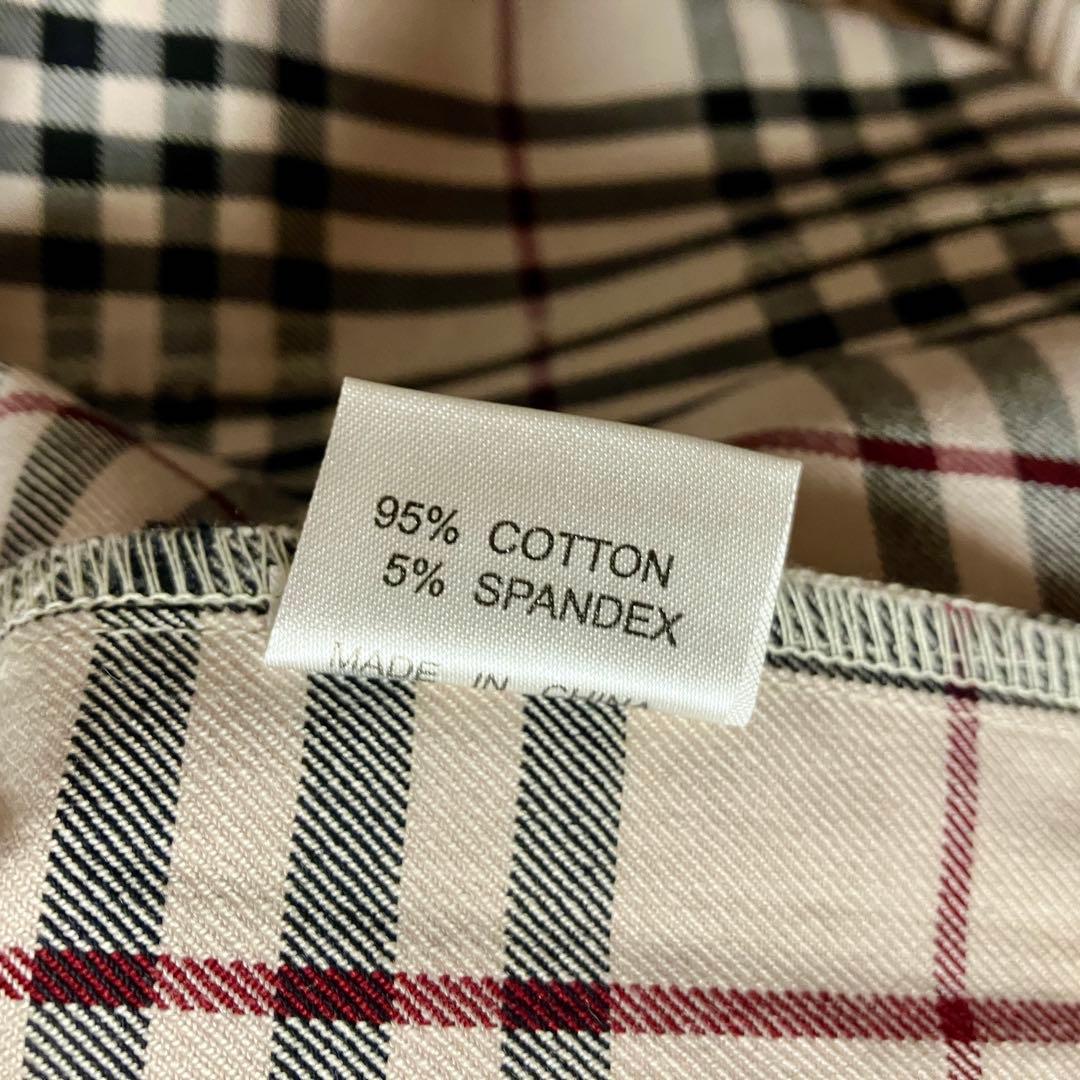 95% COTTON
5% SPANDEX
MADE IN CHINA